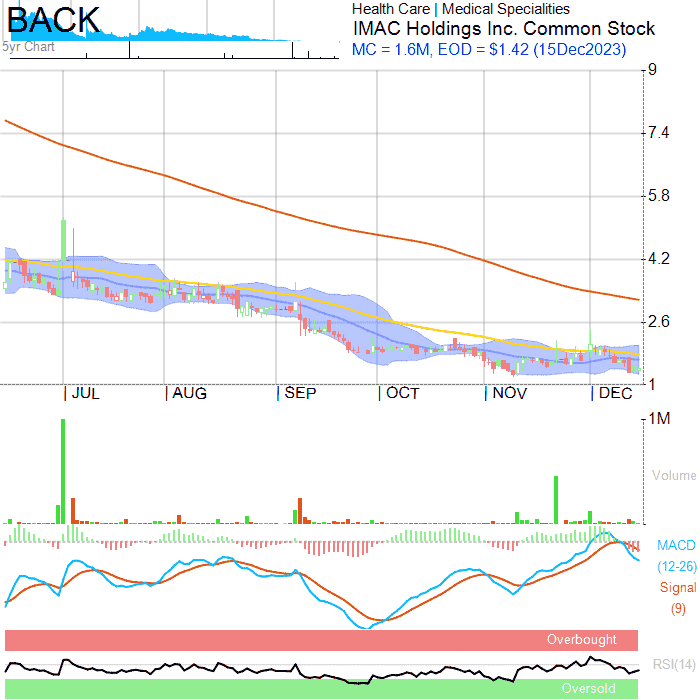 BACK
5yr Chart
Health Care | Medical Specialities
IMAC Holdings Inc. Common Stock
MC = 1.6M, EOD = $1.42 (15Dec2023)
9
7.4
5.8
4.2
2.6
1
JUL AUG SEP OCT NOV DEC
1M
Volume
MACD
(12-26)
Signal
(9)
Overbought
RSI(14)
Oversold